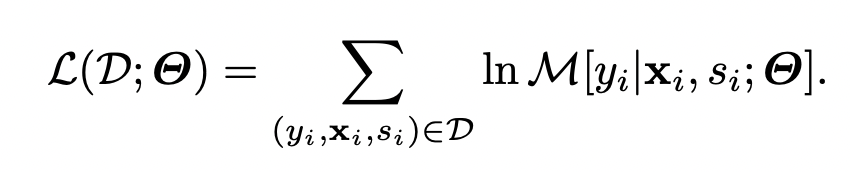 ℒ(𝒟; 𝜣) = ∑_{(y_i, 𝐱_i, s_i)∈𝒟} ln ℳ[y_i|𝐱_i, s_i; 𝜣].